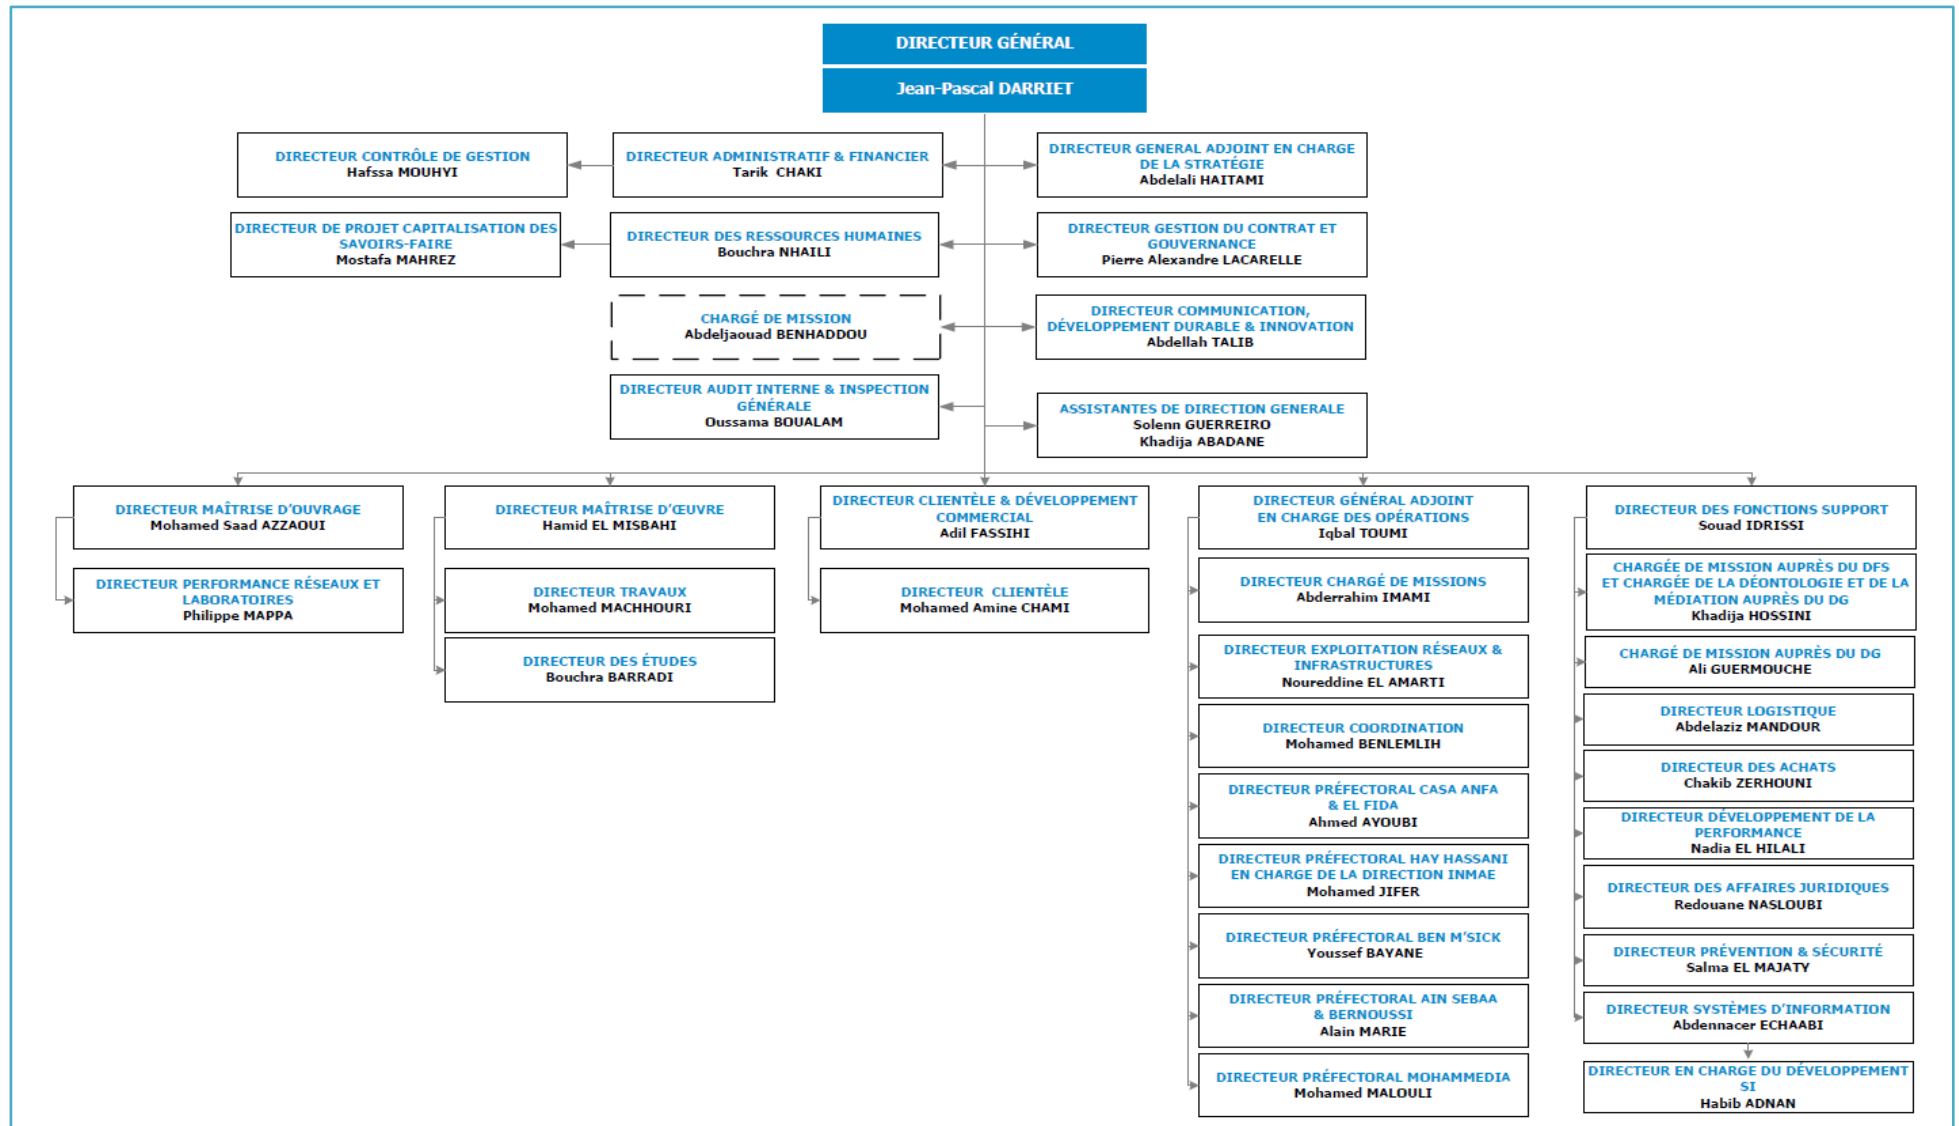 DIRECTEUR GÉNÉRAL
Jean-Pascal DARRIET
DIRECTEUR CONTRÔLE DE GESTION
Hafssa MOUHYI
DIRECTEUR ADMINISTRATIF & FINANCIER
Tarik CHAKI
DIRECTEUR GENERAL ADJOINT EN CHARGE
DE LA STRATÉGIE
Abdelali HAITAMI
DIRECTEUR DE PROJET CAPITALISATION DES
SAVOIRS-FAIRE
Mostafa MAHREZ
DIRECTEUR DES RESSOURCES HUMAINES
Bouchra NHAILI
DIRECTEUR GESTION DU CONTRAT ET
GOUVERNANCE
Pierre Alexandre LACARELLE
CHARGÉ DE MISSION
Abdeljaouad BENHADDOU
DIRECTEUR COMMUNICATION,
DÉVELOPPEMENT DURABLE & INNOVATION
Abdellah TALIB
DIRECTEUR AUDIT INTERNE & INSPECTION
GÉNÉRALE
Oussama BOUALAM
ASSISTANTES DE DIRECTION GENERALE
Solenn GUERREIRO
Khadija ABADANE
DIRECTEUR MAÎTRISE D'OUVRAGE
Mohamed Saad AZZAOUI
DIRECTEUR PERFORMANCE RÉSEAUX ET
LABORATOIRES
Philippe MAPPA
DIRECTEUR MAÎTRISE D'ŒUVRE
Hamid EL MISBAHI
DIRECTEUR TRAVAUX
Mohamed MACHHOURI
DIRECTEUR DES ÉTUDES
Bouchra BARRADI
DIRECTEUR CLIENTÈLE & DÉVELOPPEMENT
COMMERCIAL
Adil FASSIHI
DIRECTEUR CLIENTÈLE
Mohamed Amine CHAMI
DIRECTEUR GÉNÉRAL ADJOINT
EN CHARGE DES OPÉRATIONS
Iqbal TOUMI
DIRECTEUR CHARGÉ DE MISSIONS
Abderrahim IMAMI
DIRECTEUR EXPLOITATION RÉSEAUX &
INFRASTRUCTURES
Noureddine EL AMARTI
DIRECTEUR COORDINATION
Mohamed BENLEMLIH
DIRECTEUR PRÉFECTORAL CASA ANFA
& EL FIDA
Ahmed AYOUBI
DIRECTEUR PRÉFECTORAL HAY HASSANI
EN CHARGE DE LA DIRECTION INMAE
Mohamed JIFER
DIRECTEUR PRÉFECTORAL BEN M'SICK
Youssef BAYANE
DIRECTEUR PRÉFECTORAL AIN SEBAA
& BERNOUSSI
Alain MARIE
DIRECTEUR PRÉFECTORAL MOHAMMEDIA
Mohamed MALOULI
DIRECTEUR DES FONCTIONS SUPPORT
Souad IDRISSI
CHARGÉE DE MISSION AUPRÈS DU DFS
ET CHARGÉE DE LA DÉONTOLOGIE ET DE LA
MÉDIATION AUPRÈS DU DG
Khadija HOSSINI
CHARGÉ DE MISSION AUPRÈS DU DG
Ali GUERMOUCHE
DIRECTEUR LOGISTIQUE
Abdelaziz MANDOUR
DIRECTEUR DES ACHATS
Chakib ZERHOUNI
DIRECTEUR DÉVELOPPEMENT DE LA
PERFORMANCE
Nadia EL HILALI
DIRECTEUR DES AFFAIRES JURIDIQUES
Redouane NASLOUBI
DIRECTEUR PRÉVENTION & SÉCURITÉ
Salma EL MAJATY
DIRECTEUR SYSTÈMES D'INFORMATION
Abdennacer ECHAABI
DIRECTEUR EN CHARGE DU DÉVELOPPEMENT
SI
Habib ADNAN